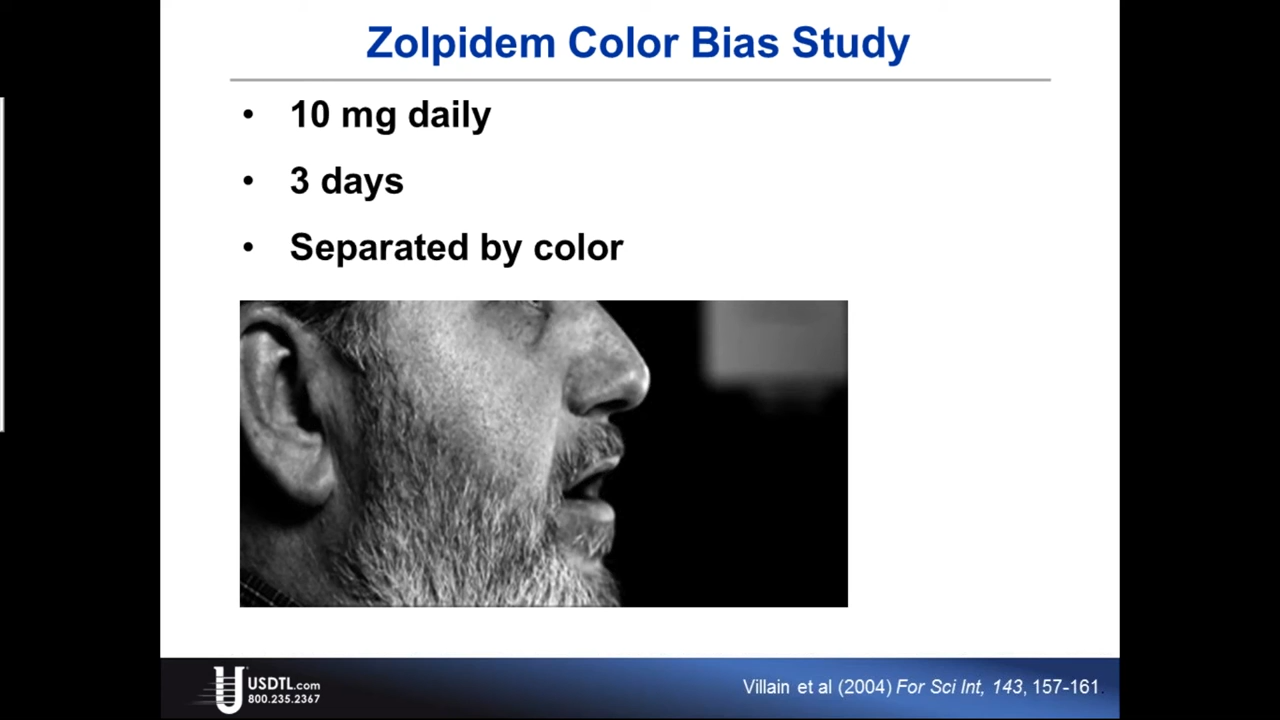 Zolpidem Color Bias Study
• 10 mg daily
• 3 days
• Separated by color
USDTL.com
800.235.2367
Villain et al (2004) For Sci Int, 143, 157-161.